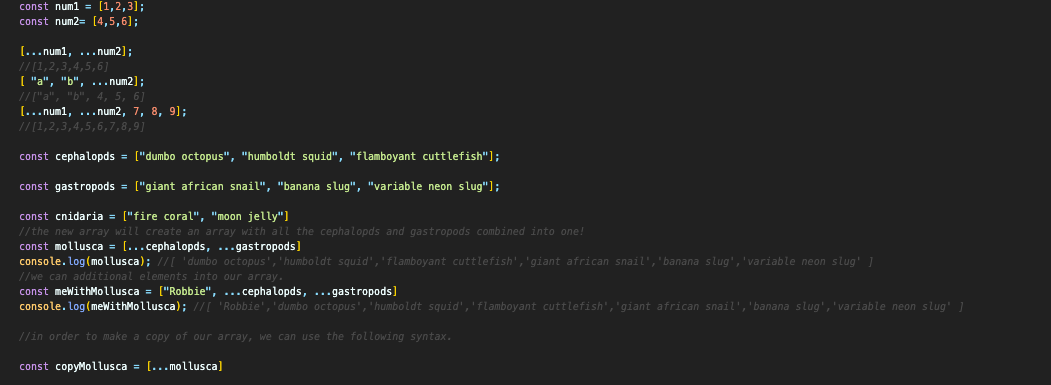 const num1 = [1,2,3];
const num2= [4,5,6];
[...num1, ...num2];
//[1,2,3,4,5,6]
[ "a", "b", ...num2];
//["a", "b", 4, 5, 6]
[...num1, ...num2, 7, 8, 9];
//[1,2,3,4,5,6,7,8,9]
const cephalopds = ["dumbo octopus", "humboldt squid", "flamboyant cuttlefish"];
const gastropods = ["giant african snail", "banana slug", "variable neon slug"];
const cnidaria = ["fire coral", "moon jelly"]
//the new array will create an array with all the cephalopds and gastropods combined into one!
const mollusca = [...cephalopds, ...gastropods]
console.log(mollusca); //[ 'dumbo octopus','humboldt squid','flamboyant cuttlefish','giant african snail','banana slug','variable neon slug' ]
//we can additional elements into our array.
const meWithMollusca = ["Robbie", ...cephalopds, ...gastropods]
console.log(meWithMollusca); //[ 'Robbie','dumbo octopus','humboldt squid','flamboyant cuttlefish','giant african snail','banana slug','variable neon slug' ]
//in order to make a copy of our array, we can use the following syntax.
const copyMollusca = [...mollusca]